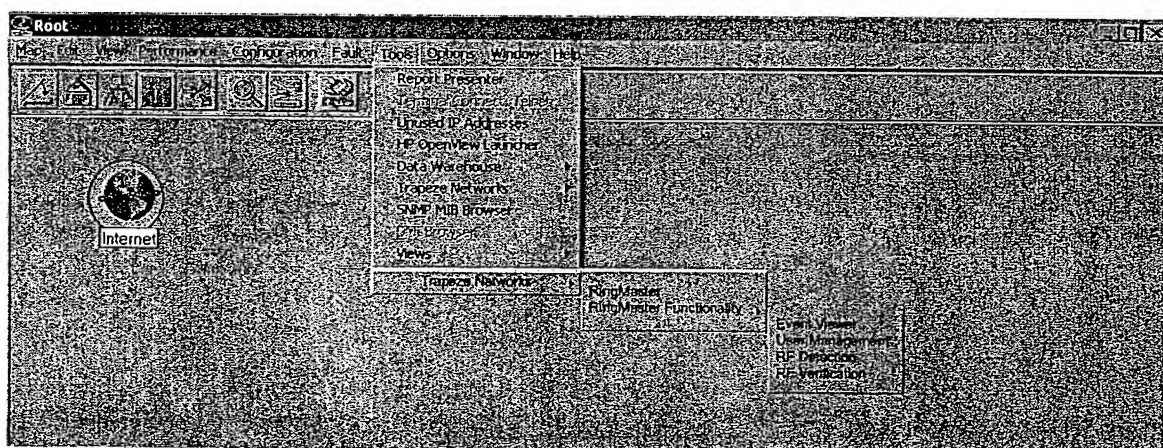 Root
Map Edit View Performance Configuration Fault Tools Options Window Help
Report Presenter
Unused IP Addresses
HP OpenView Launcher
Data Warehouse
Trapeze Networks
SNMP MIB Browser
Views
Trapeze Networks
RingMaster
RingMaster Functionality
Event Viewer
User Management
RF Detection
RF Verification
Internet